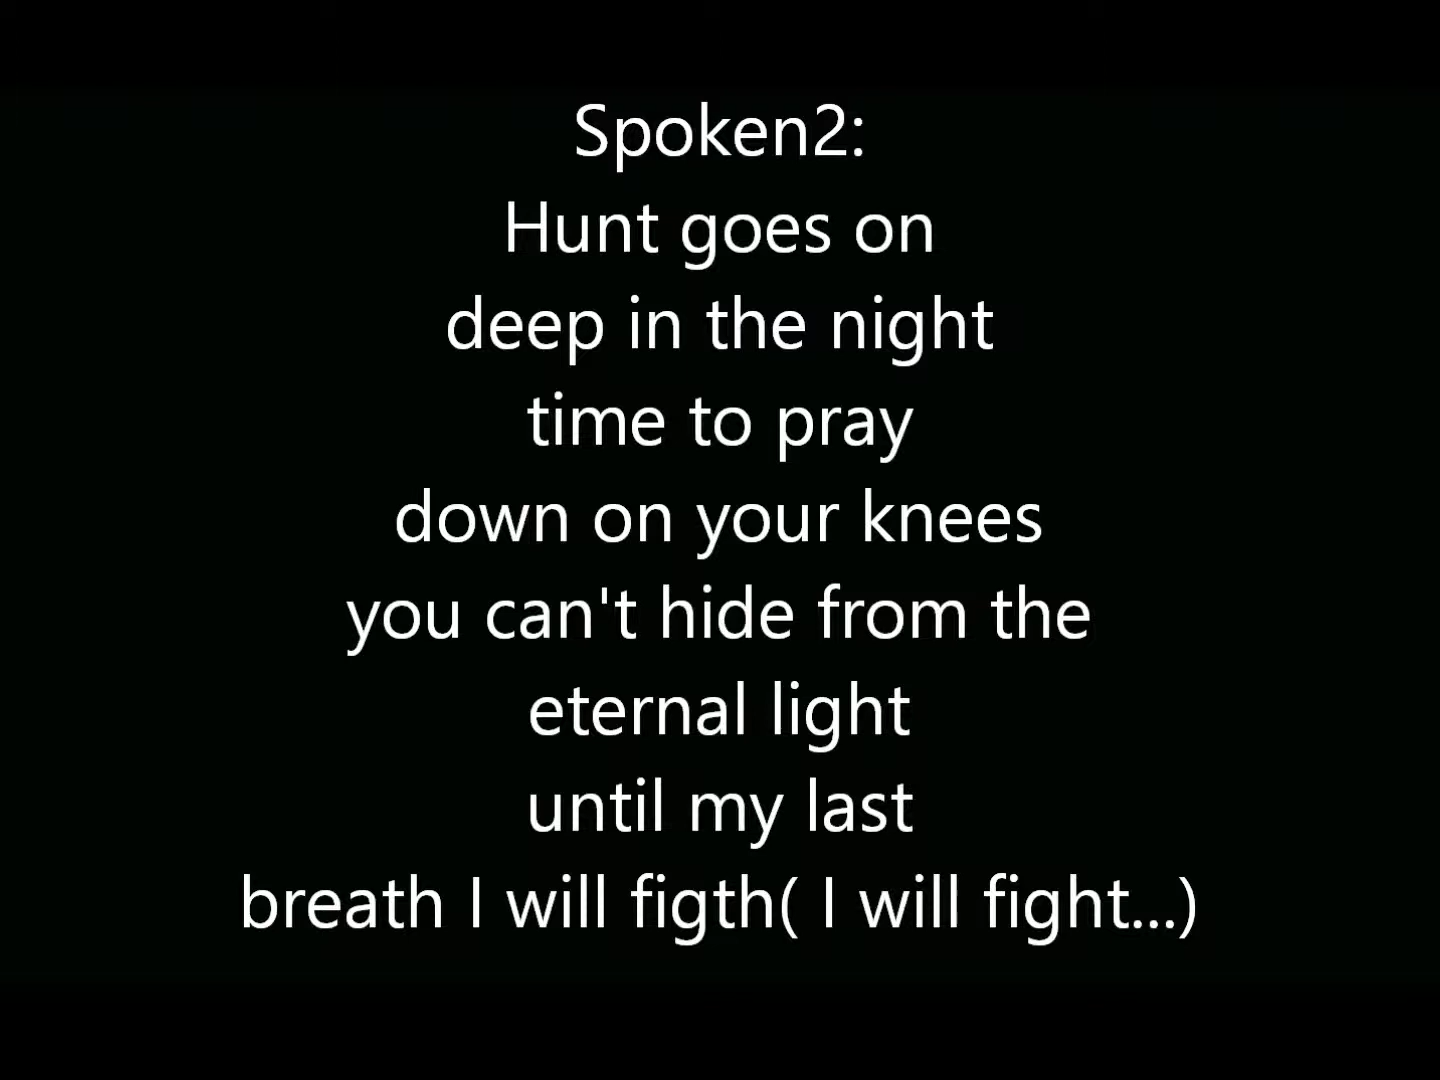 Spoken2:
Hunt goes on
deep in the night
time to pray
down on your knees
you can't hide from the
eternal light
until my last
breath I will figth( I will fight...)